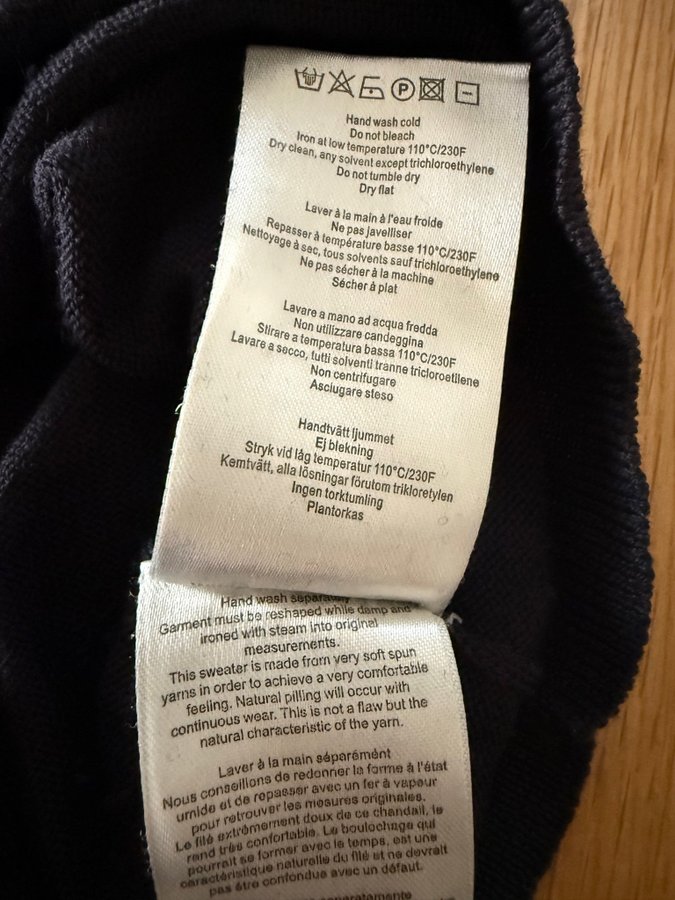 P
Hand wash cold
Do not bleach
Iron at low temperature 110°C/230F
Dry clean, any solvent except trichloroethylene
Do not tumble dry
Dry flat
Laver à la main à l'eau froide
Ne pas javelliser
Repasser à température basse 110°C/230F
Nettoyage à sec, tous solvents sauf trichloroethylene
Ne pas sécher à la machine
Sécher à plat
Lavare a mano ad acqua fredda
Non utilizzare candeggina
Stirare a temperatura bassa 110°C/230F
Lavare a secco, tutti solventi tranne tricloroetilene
Non centrifugare
Asciugare steso
Handtvätt ljummet
Ej blekning
Stryk vid låg temperatur 110°C/230F
Kemtvätt, alla lösningar förutom trikloretylen
Ingen torktumling
Plantorkas
Hand wash separately
Garment must be reshaped while damp and
ironed with steam into original
measurements.
This sweater is made from very soft spun
yarns in order to achieve a very comfortable
feeling. Natural pilling will occur with
continuous wear. This is not a flaw but the
natural characteristic of the yarn.
Laver à la main séparément
Nous conseillons de redonner la forme à l'état
umide et de repasser avec un fer à vapeur
pour retrouver les mesures originales.
Le filé extrêmement doux de ce chandail, le
rend très confortable. Le boulochage qui
pourrait se former avec le temps, est une
caractéristique naturelle du filé et ne devrait
pas être confondue avec un défaut.